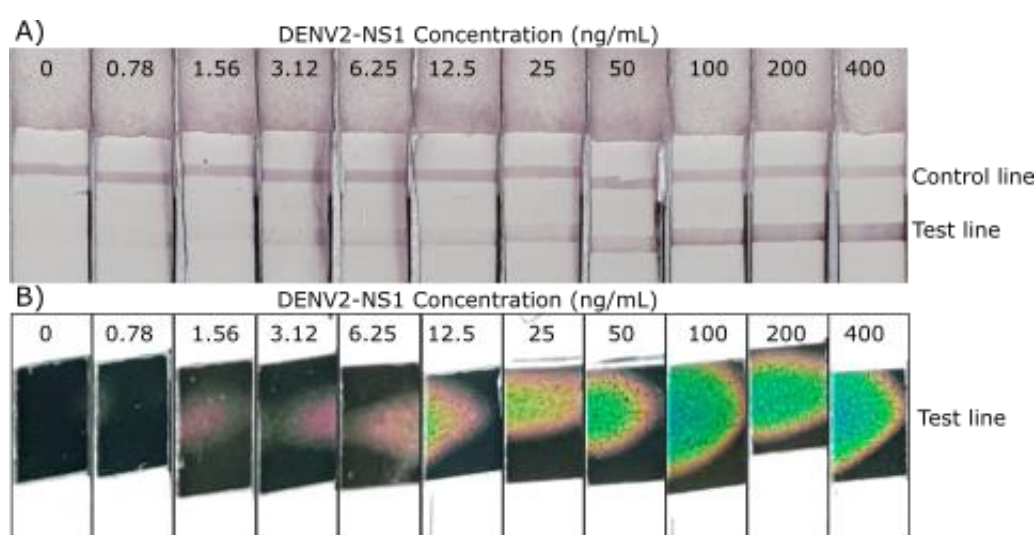 A)
DENV2-NS1 Concentration (ng/mL)
0 0.78 1.56 3.12 6.25 12.5 25 50 100 200 400
Control line
Test line
B)
DENV2-NS1 Concentration (ng/mL)
0 0.78 1.56 3.12 6.25 12.5 25 50 100 200 400
Test line